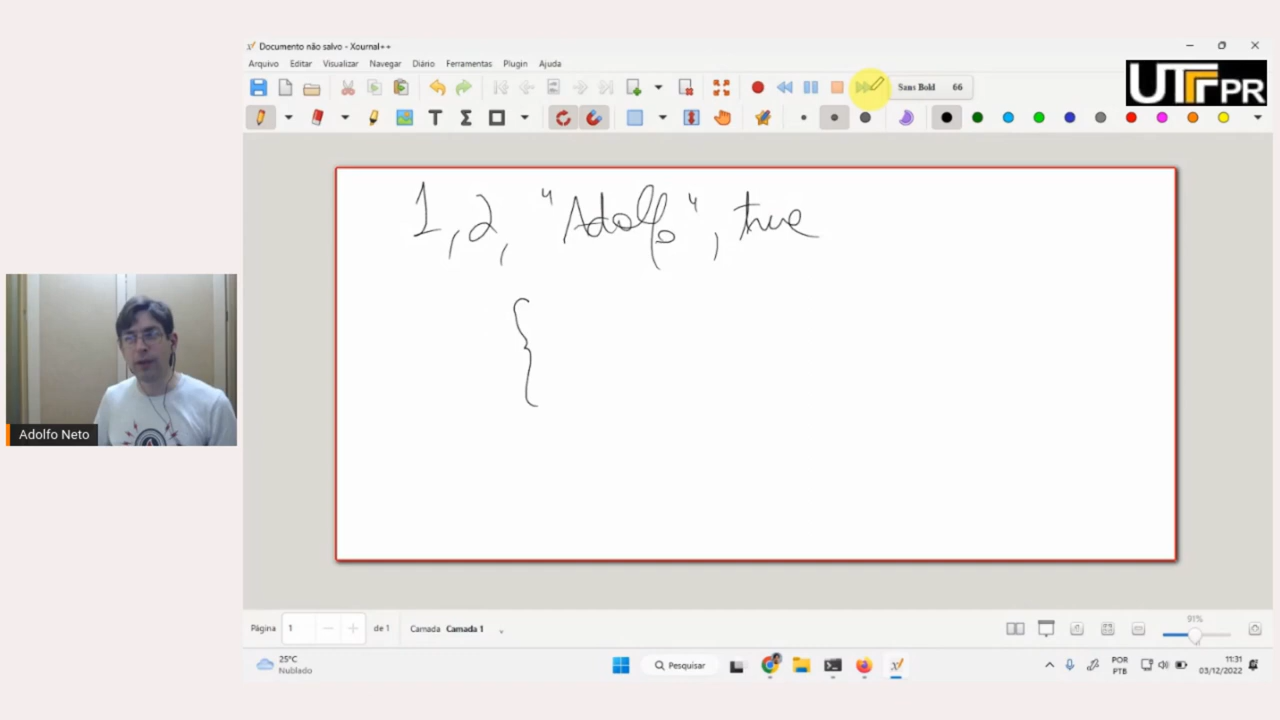 Documento não salvo - Xournal++
Arquivo Editar Visualizar Navegar Diário Ferramentas Plugin Ajuda
Sans Bold 66
UTFPR
1, 2, "Adolfo", true
{
Adolfo Neto
Página 1 de 1 Camada Camada 1 91%
25°C
Nublado
Pesquisar
POR
PTB
11:31
03/12/2022